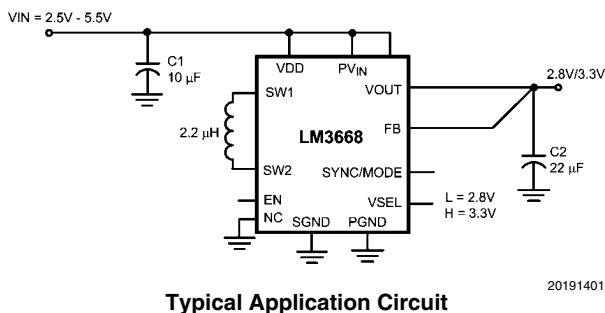 VIN = 2.5V - 5.5V
C1
10 μF
VDD
PVIN
2.8V/3.3V
SW1
VOUT
2.2 μH
FB
LM3668
C2
22 μF
SW2
SYNC/MODE
EN
VSEL
L = 2.8V
H = 3.3V
NC
SGND
PGND
20191401
Typical Application Circuit